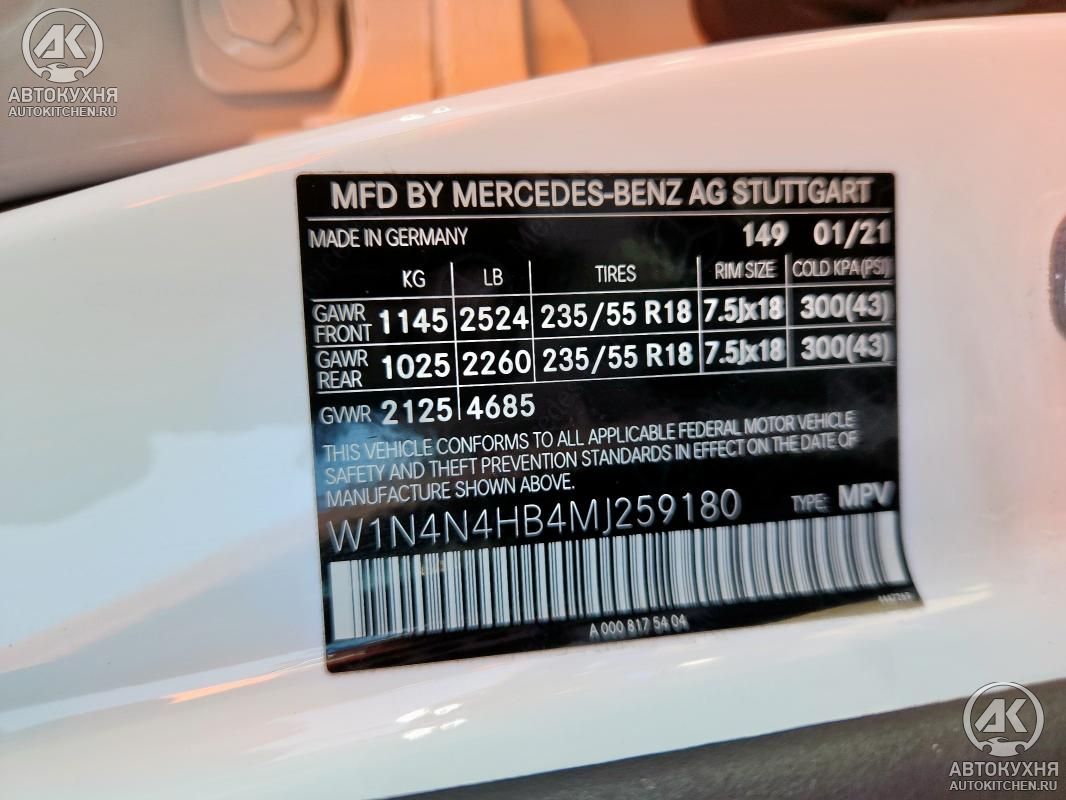 АК
АВТОКУХНЯ
AUTOKITCHEN.RU
MFD BY MERCEDES-BENZ AG STUTTGART
MADE IN GERMANY 149 01/21
KG LB TIRES RIM SIZE COLD KPA(PSI)
GAWR FRONT 1145 2524 235/55 R18 7.5Jx18 300(43)
GAWR REAR 1025 2260 235/55 R18 7.5Jx18 300(43)
GVWR 2125 4685
THIS VEHICLE CONFORMS TO ALL APPLICABLE FEDERAL MOTOR VEHICLE
SAFETY AND THEFT PREVENTION STANDARDS IN EFFECT ON THE DATE OF
MANUFACTURE SHOWN ABOVE.
W1N4N4HB4MJ259180 TYPE: MPV
A 000 817 54 04
АК
АВТОКУХНЯ
AUTOKITCHEN.RU